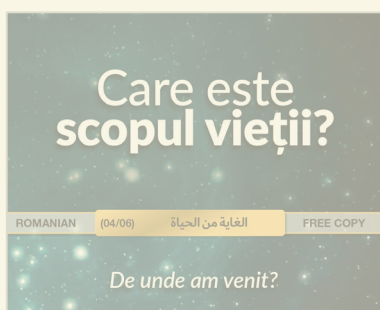 Care este
scopul vieții?
ROMANIAN (04/06) الغاية من الحياة FREE COPY
De unde am venit?